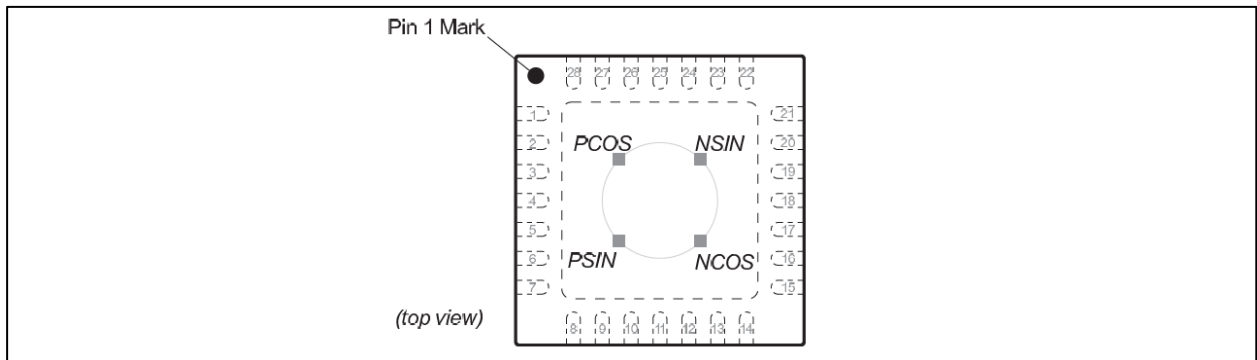 Pin 1 Mark
28 27 26 25 24 23 22
1 21
2 20
PCOS NSIN
3 19
4 18
5 17
PSIN NCOS
6 16
7 15
(top view)
8 9 10 11 12 13 14